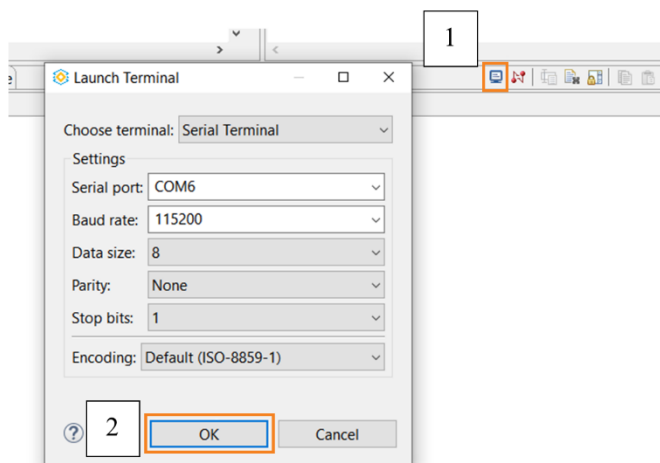 1
e
Launch Terminal
Choose terminal: Serial Terminal
Settings
Serial port: COM6
Baud rate: 115200
Data size: 8
Parity: None
Stop bits: 1
Encoding: Default (ISO-8859-1)
? 2 OK Cancel